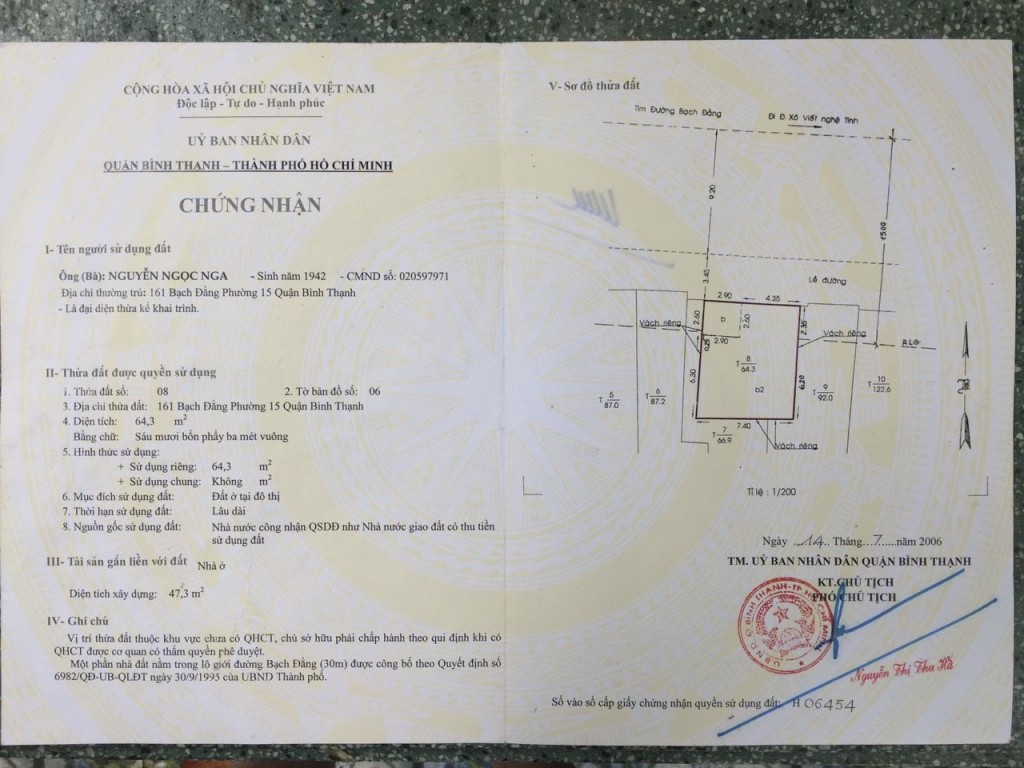 CỘNG HÒA XÃ HỘI CHỦ NGHĨA VIỆT NAM
Độc lập - Tự do - Hạnh phúc
UỶ BAN NHÂN DÂN
QUẬN BÌNH THẠNH – THÀNH PHỐ HỒ CHÍ MINH
CHỨNG NHẬN
I- Tên người sử dụng đất
Ông (Bà): NGUYỄN NGỌC NGA - Sinh năm 1942 - CMND số: 020597971
Địa chỉ thường trú: 161 Bạch Đằng Phường 15 Quận Bình Thạnh
- Là đại diện thừa kế khai trình.
II- Thửa đất được quyền sử dụng
1. Thửa đất số: 08 2. Tờ bản đồ số: 06
3. Địa chỉ thửa đất: 161 Bạch Đằng Phường 15 Quận Bình Thạnh
4. Diện tích: 64,3 m²
Bằng chữ: Sáu mươi bốn phẩy ba mét vuông
5. Hình thức sử dụng:
+ Sử dụng riêng: 64,3 m²
+ Sử dụng chung: Không m²
6. Mục đích sử dụng đất: Đất ở tại đô thị
7. Thời hạn sử dụng đất: Lâu dài
8. Nguồn gốc sử dụng đất: Nhà nước công nhận QSDĐ như Nhà nước giao đất có thu tiền
sử dụng đất
III- Tài sản gắn liền với đất Nhà ở
Diện tích xây dựng: 47,3 m²
IV- Ghi chú
Vị trí thửa đất thuộc khu vực chưa có QHCT, chủ sở hữu phải chấp hành theo qui định khi có
QHCT được cơ quan có thẩm quyền phê duyệt.
Một phần nhà đất nằm trong lộ giới đường Bạch Đằng (30m) được công bố theo Quyết định số
6982/QĐ-UB-QLĐT ngày 30/9/1995 của UBND Thành phố.
V- Sơ đồ thửa đất
Tim Đường Bạch Đằng Đi Đ. Xô Viết nghệ Tĩnh
9.20
15.00
3.45
Lề đường
2.90 4.35
2.60 b 2.60 2.35
Vách riêng Vách riêng
0.25 2.90
R.LG
6.30 T 8 64.3 6.20
b2
T 5 87.0
T 6 87.2
T 9 92.0
T 10 122.6
7.40
T 7 66.9
Vách riêng
Tỉ lệ : 1/200
Ngày 14 Tháng 7 năm 2006
TM. UỶ BAN NHÂN DÂN QUẬN BÌNH THẠNH
KT.CHỦ TỊCH
PHÓ CHỦ TỊCH
U.B.N.D. Q. BÌNH THẠNH-TP. HỒ CHÍ MINH
Nguyễn Thị Thu Hà
Số vào sổ cấp giấy chứng nhận quyền sử dụng đất: H 06454